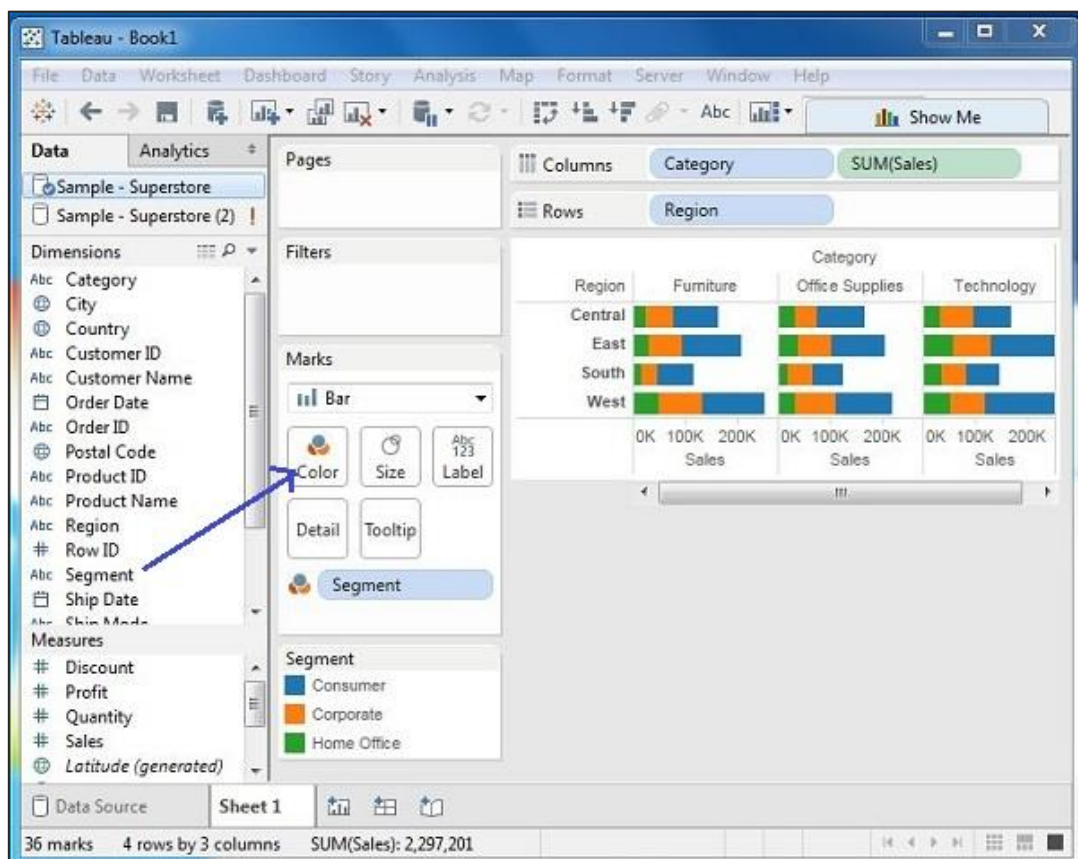 Tableau - Book1
File Data Worksheet Dashboard Story Analysis Map Format Server Window Help
Abc
Show Me
Data Analytics
Sample - Superstore
Sample - Superstore (2)
Dimensions
Abc Category
City
Country
Abc Customer ID
Abc Customer Name
Order Date
Abc Order ID
Postal Code
Abc Product ID
Abc Product Name
Abc Region
# Row ID
Abc Segment
Ship Date
Abc Ship Mode
Measures
# Discount
# Profit
# Quantity
# Sales
Latitude (generated)
Pages
Filters
Marks
Bar
Color Size Abc 123 Label
Detail Tooltip
Segment
Segment
Consumer
Corporate
Home Office
Columns Category SUM(Sales)
Rows Region
Category
Region Furniture Office Supplies Technology
Central
East
South
West
0K 100K 200K 0K 100K 200K 0K 100K 200K
Sales Sales Sales
Data Source Sheet 1
36 marks 4 rows by 3 columns SUM(Sales): 2,297,201